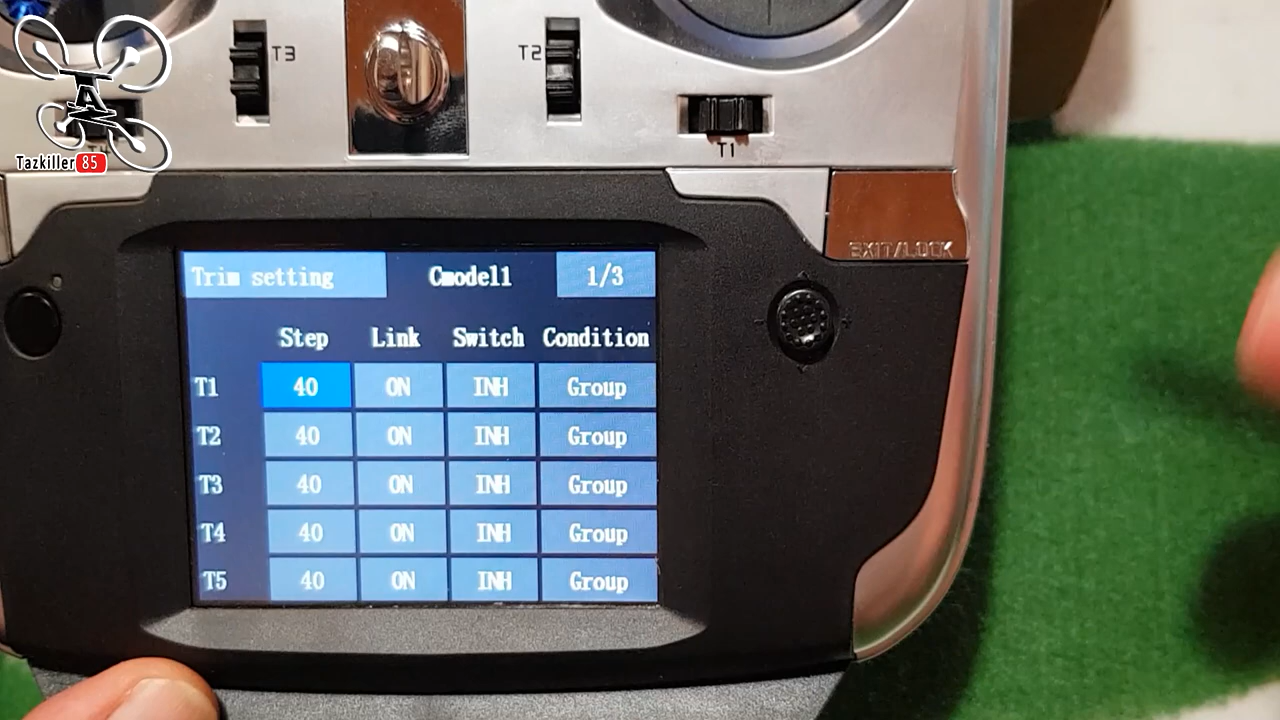 T3
T2
T4
T1
TA
Tazkiller 85
EXIT/LOCK
Trim setting Cmodel1 1/3
Step Link Switch Condition
T1 40 ON INH Group
T2 40 ON INH Group
T3 40 ON INH Group
T4 40 ON INH Group
T5 40 ON INH Group